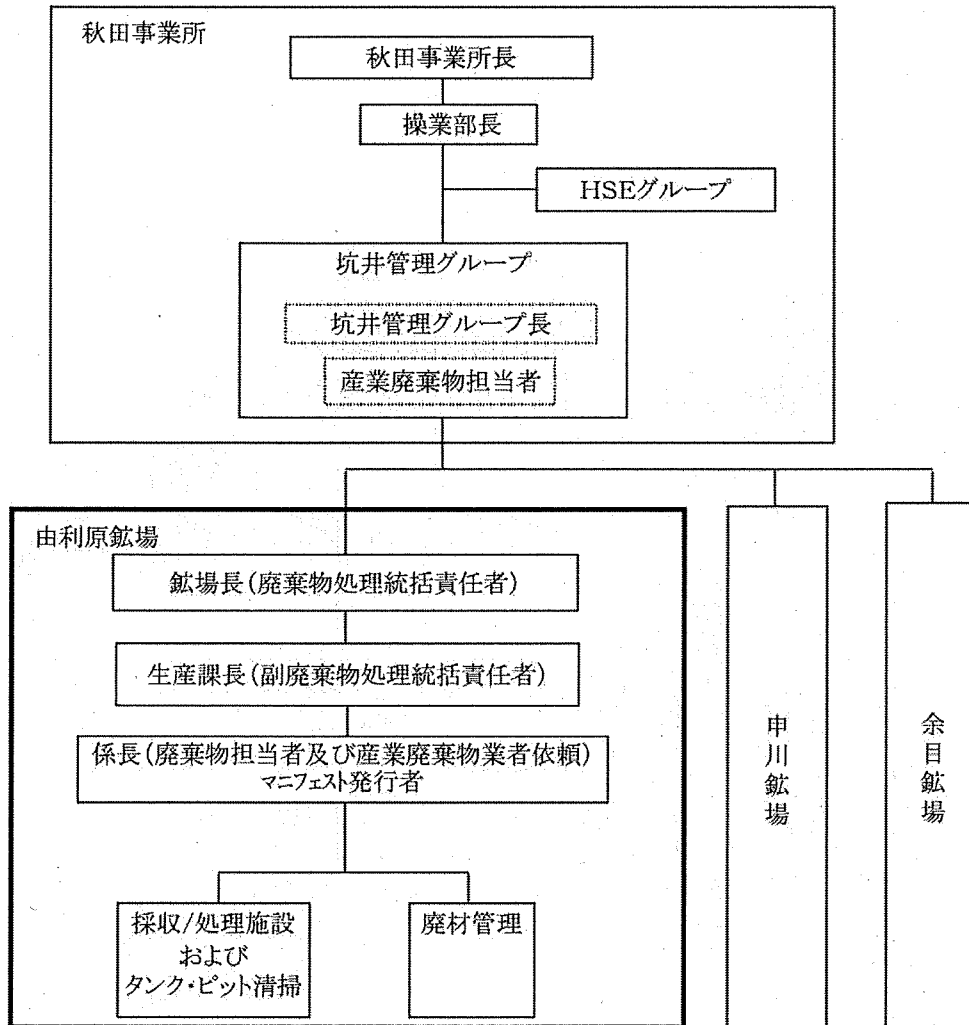 秋田事業所
秋田事業所長
操業部長
HSEグループ
坑井管理グループ
坑井管理グループ長
産業廃棄物担当者
由利原鉱場
鉱場長(廃棄物処理統括責任者)
生産課長(副廃棄物処理統括責任者)
係長(廃棄物担当者及び産業廃棄物業者依頼)
マニフェスト発行者
採収/処理施設
および
タンク・ピット清掃
廃材管理
申川鉱場
余目鉱場